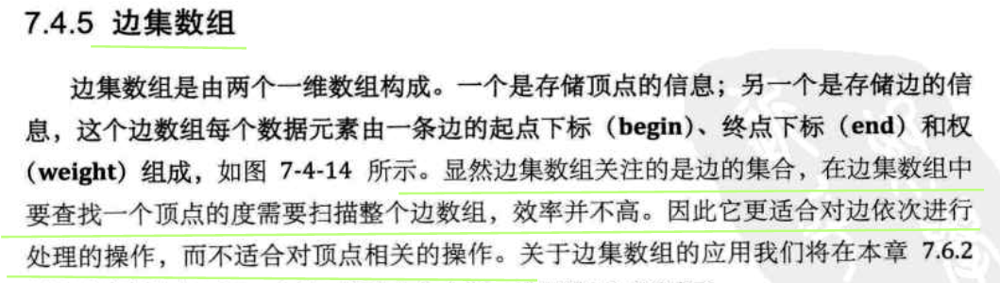 7.4.5 边集数组
边集数组是由两个一维数组构成。一个是存储顶点的信息；另一个是存储边的信
息，这个边数组每个数据元素由一条边的起点下标（begin）、终点下标（end）和权
（weight）组成，如图 7-4-14 所示。显然边集数组关注的是边的集合，在边集数组中
要查找一个顶点的度需要扫描整个边数组，效率并不高。因此它更适合对边依次进行
处理的操作，而不适合对顶点相关的操作。关于边集数组的应用我们将在本章 7.6.2